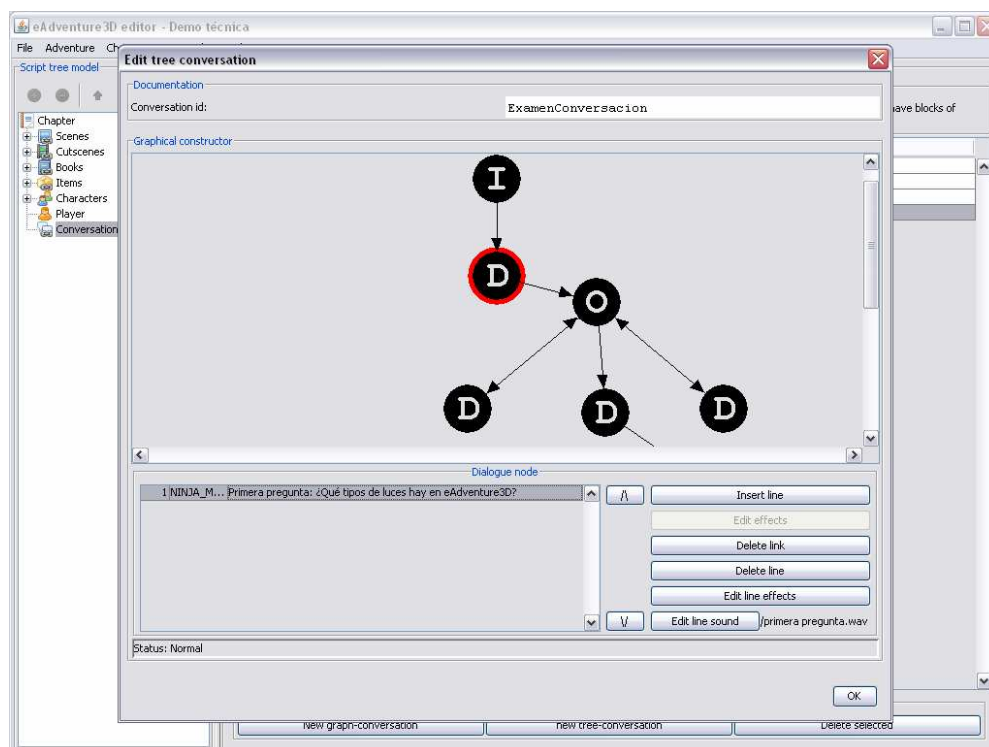 eAdventure3D editor - Demo técnica
File Adventure
Script tree model
Edit tree conversation
Documentation
Conversation id: ExamenConversacion
have blocks of
Graphical constructor
Chapter
Scenes
Cutscenes
Books
Items
Characters
Player
Conversation
I
D
O
D
D
D
Dialogue node
1 NINJA_M... Primera pregunta: ¿Qué tipos de luces hay en eAdventure3D?
/\
Insert line
Edit effects
Delete link
Delete line
Edit line effects
\/
Edit line sound /primera pregunta.wav
Status: Normal
OK
New graph-conversation New tree-conversation Delete selected